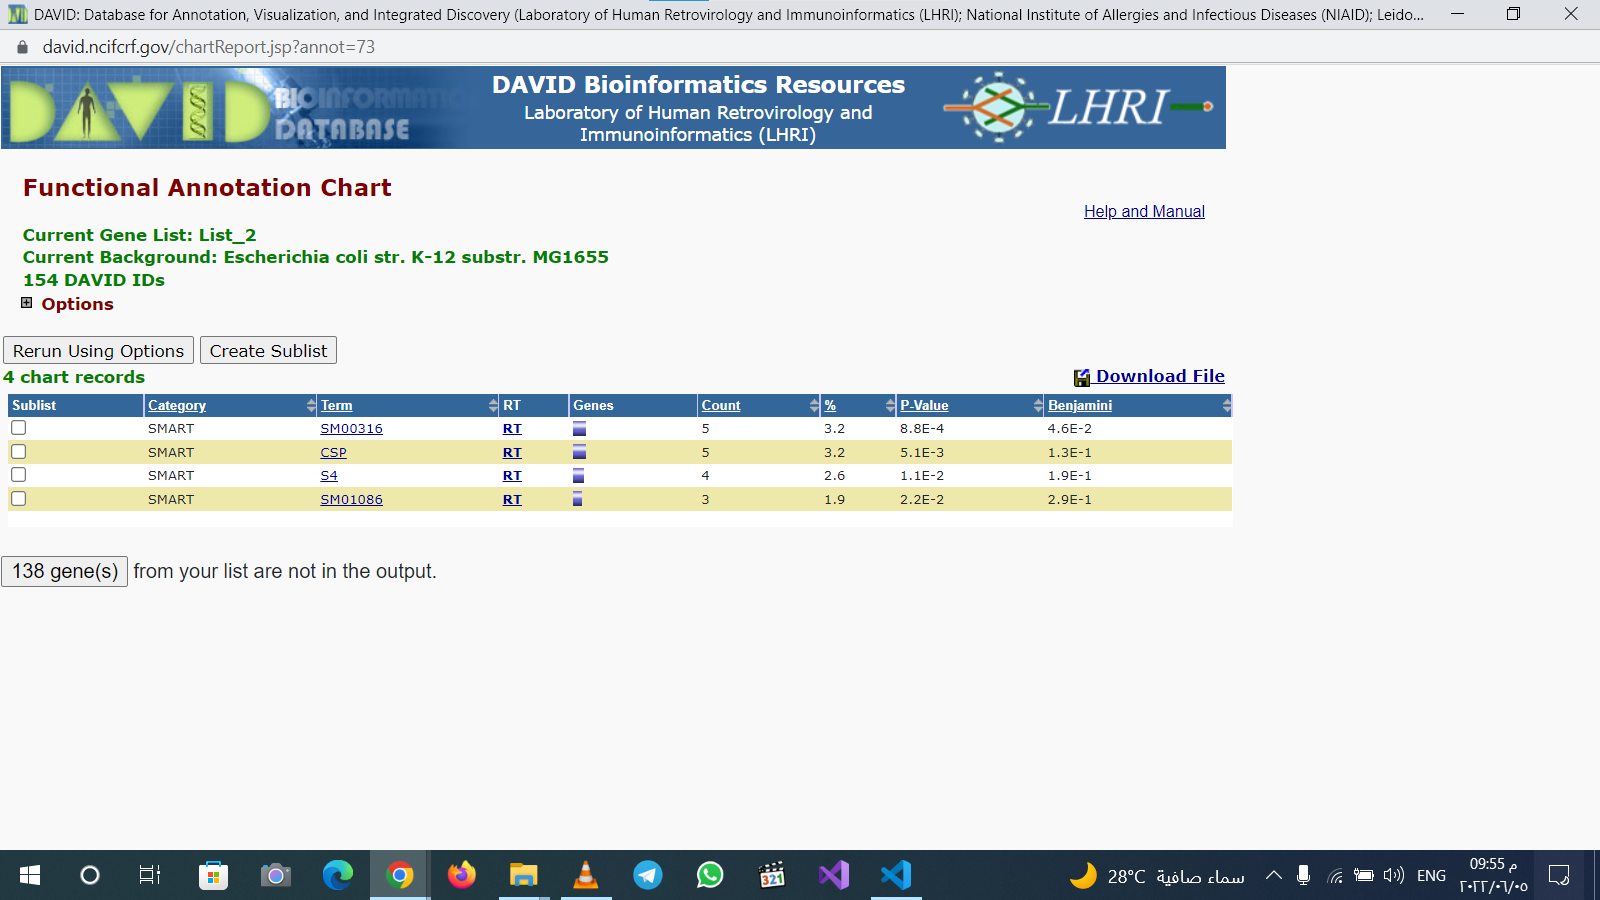 DAVID: Database for Annotation, Visualization, and Integrated Discovery (Laboratory of Human Retrovirology and Immunoinformatics (LHRI); National Institute of Allergies and Infectious Diseases (NIAID); Leido...
david.ncifcrf.gov/chartReport.jsp?annot=73
DAVID BIOINFORMATICS DATABASE
DAVID Bioinformatics Resources
Laboratory of Human Retrovirology and
Immunoinformatics (LHRI)
LHRI
Functional Annotation Chart
Help and Manual
Current Gene List: List_2
Current Background: Escherichia coli str. K-12 substr. MG1655
154 DAVID IDs
Options
Rerun Using Options Create Sublist
4 chart records Download File
Sublist Category Term RT Genes Count % P-Value Benjamini
SMART SM00316 RT 5 3.2 8.8E-4 4.6E-2
SMART CSP RT 5 3.2 5.1E-3 1.3E-1
SMART S4 RT 4 2.6 1.1E-2 1.9E-1
SMART SM01086 RT 3 1.9 2.2E-2 2.9E-1
138 gene(s) from your list are not in the output.
321
28°C سماء صافية ENG
09:55 م
٢٠٢٢/٠٦/٠٥